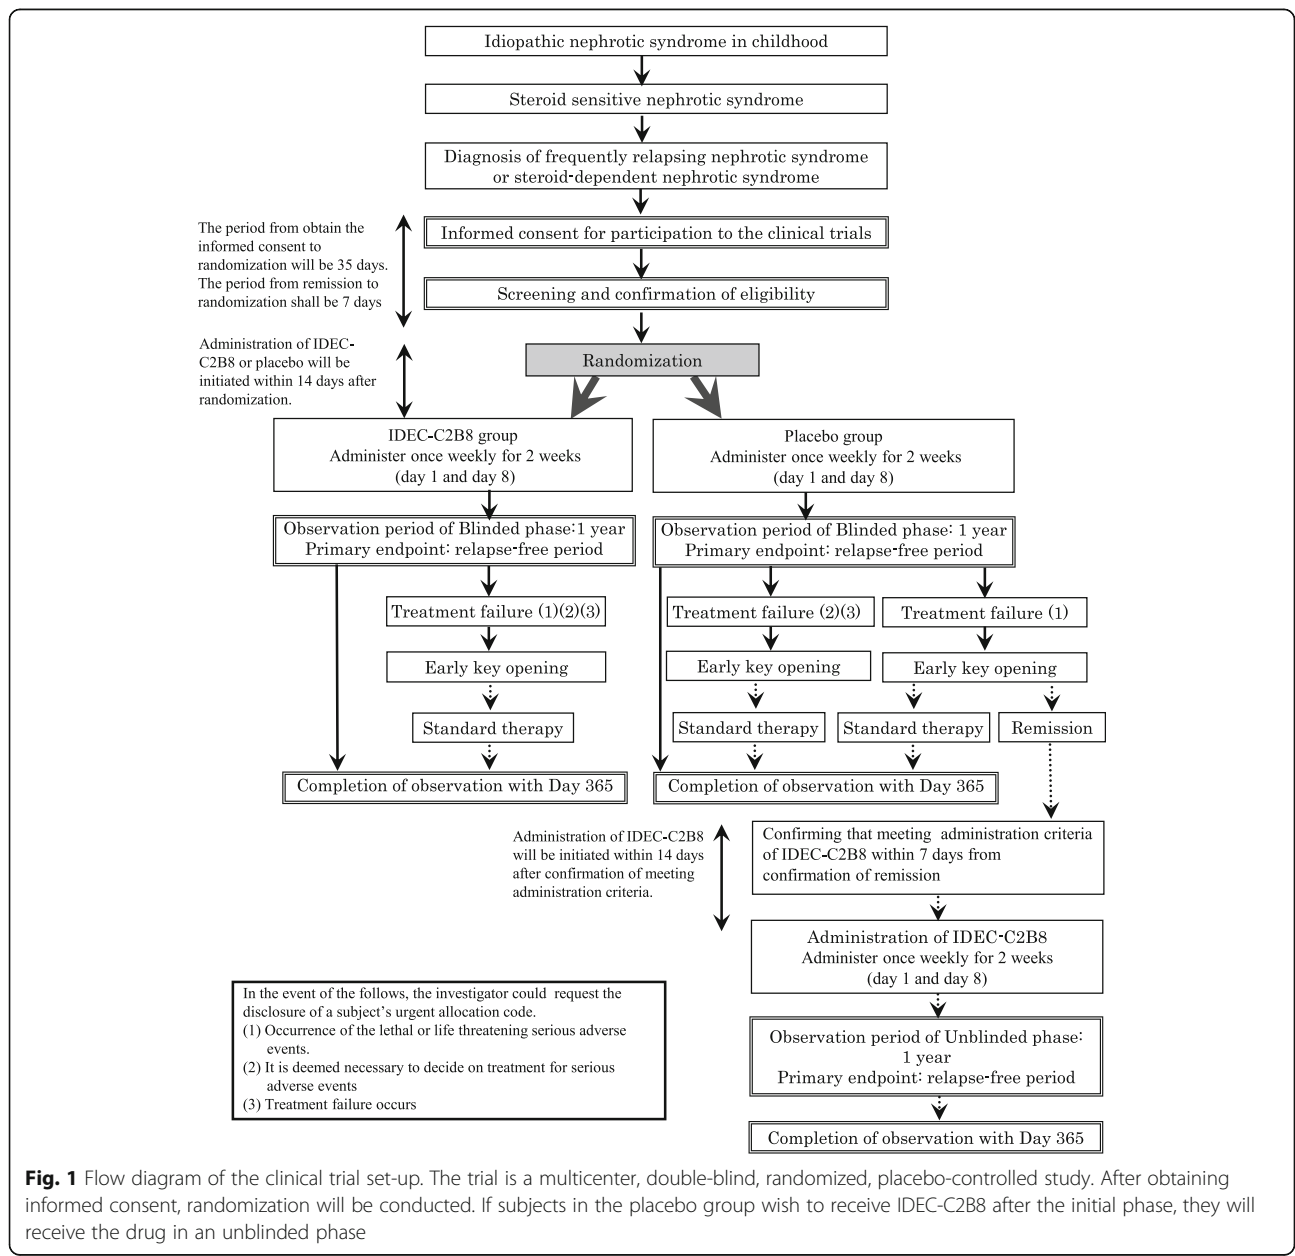 Idiopathic nephrotic syndrome in childhood
Steroid sensitive nephrotic syndrome
Diagnosis of frequently relapsing nephrotic syndrome
or steroid-dependent nephrotic syndrome
The period from obtain the
informed consent to
randomization will be 35 days.
The period from remission to
randomization shall be 7 days
Informed consent for participation to the clinical trials
Screening and confirmation of eligibility
Administration of IDEC-
C2B8 or placebo will be
initiated within 14 days after
randomization.
Randomization
IDEC-C2B8 group
Administer once weekly for 2 weeks
(day 1 and day 8)
Placebo group
Administer once weekly for 2 weeks
(day 1 and day 8)
Observation period of Blinded phase:1 year
Primary endpoint: relapse-free period
Observation period of Blinded phase: 1 year
Primary endpoint: relapse-free period
Treatment failure (1)(2)(3)
Treatment failure (2)(3)
Treatment failure (1)
Early key opening
Early key opening
Early key opening
Standard therapy
Standard therapy
Standard therapy
Remission
Completion of observation with Day 365
Completion of observation with Day 365
Administration of IDEC-C2B8
will be initiated within 14 days
after confirmation of meeting
administration criteria.
Confirming that meeting administration criteria
of IDEC-C2B8 within 7 days from
confirmation of remission
Administration of IDEC-C2B8
Administer once weekly for 2 weeks
(day 1 and day 8)
In the event of the follows, the investigator could request the
disclosure of a subject's urgent allocation code.
(1) Occurrence of the lethal or life threatening serious adverse
events.
(2) It is deemed necessary to decide on treatment for serious
adverse events
(3) Treatment failure occurs
Observation period of Unblinded phase:
1 year
Primary endpoint: relapse-free period
Completion of observation with Day 365
Fig. 1 Flow diagram of the clinical trial set-up. The trial is a multicenter, double-blind, randomized, placebo-controlled study. After obtaining
informed consent, randomization will be conducted. If subjects in the placebo group wish to receive IDEC-C2B8 after the initial phase, they will
receive the drug in an unblinded phase